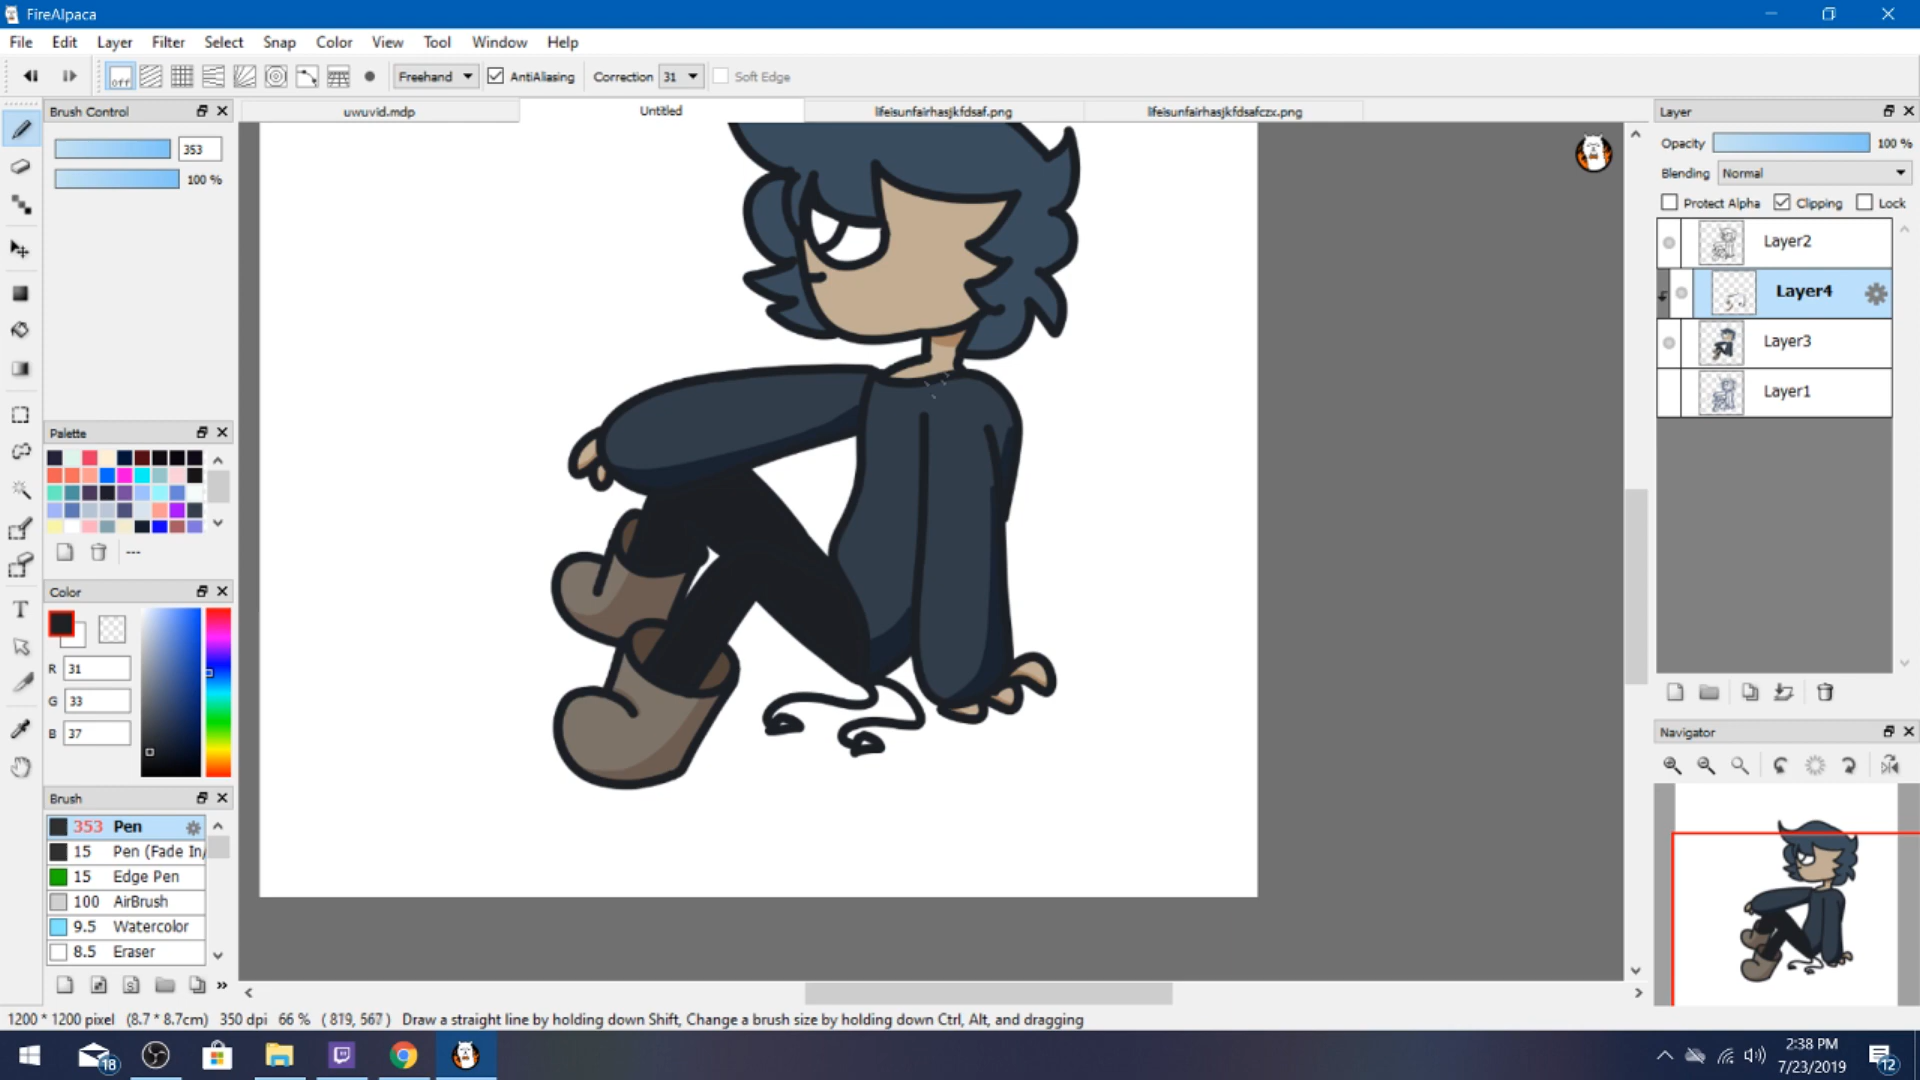 FireAlpaca
File Edit Layer Filter Select Snap Color View Tool Window Help
off Freehand AntiAliasing Correction 31 Soft Edge
Brush Control uwuvid.mdp Untitled lifeisunfairhasjkfdsaf.png lifeisunfairhasjkfdsafczx.png Layer
353 Opacity 100 %
100 % Blending Normal
Protect Alpha Clipping Lock
Layer2
Layer4
Layer3
Layer1
Palette
---
Color
R 31
G 33
B 37
Navigator
Brush
353 Pen
15 Pen (Fade In/
15 Edge Pen
100 AirBrush
9.5 Watercolor
8.5 Eraser
1200 * 1200 pixel (8.7 * 8.7cm) 350 dpi 66 % ( 819, 567 ) Draw a straight line by holding down Shift, Change a brush size by holding down Ctrl, Alt, and dragging
18
2:38 PM
7/23/2019
12